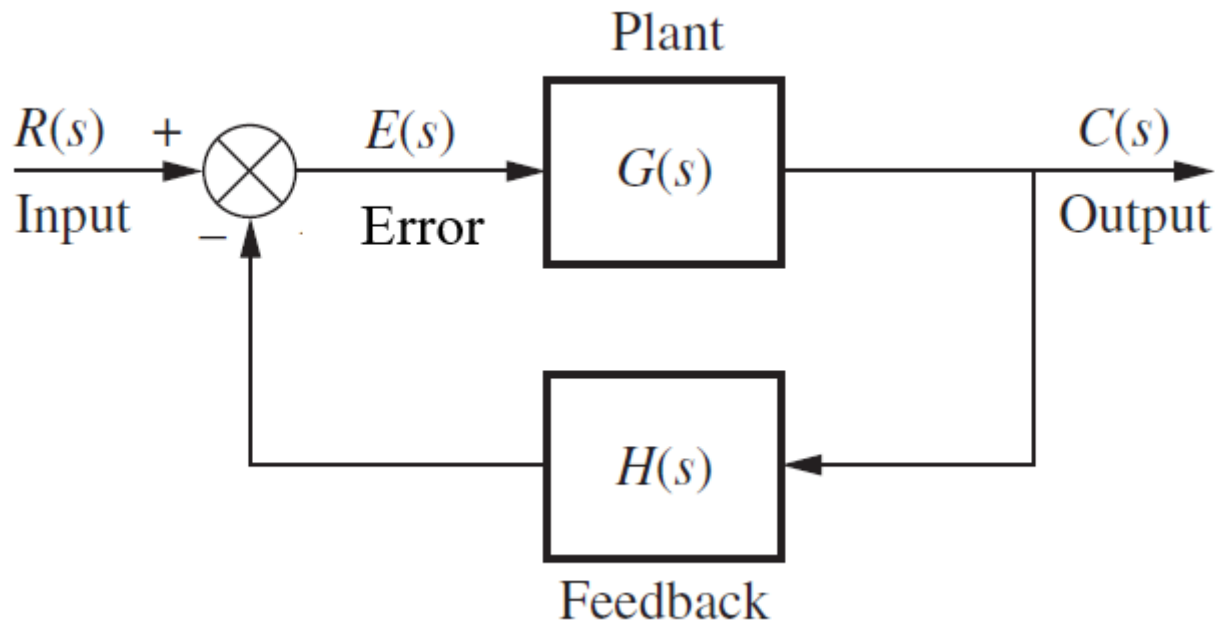 Plant
R(s) +
E(s)
G(s)
C(s)
Input
−
Error
Output
H(s)
Feedback